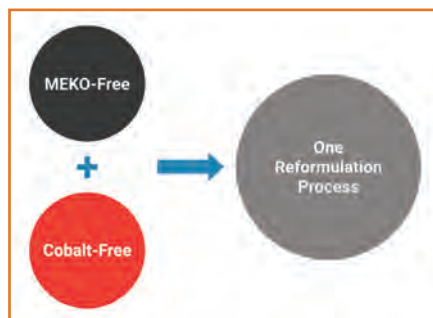 MEKO-Free
+
Cobalt-Free
One
Reformulation
Process